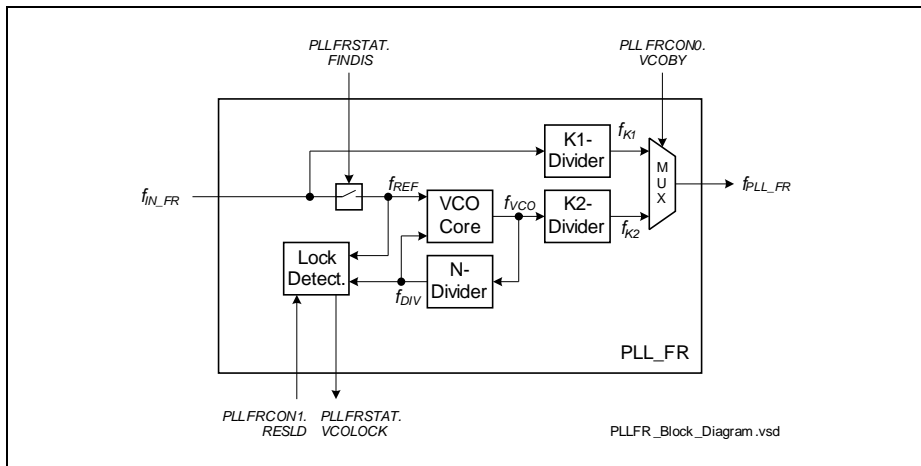 PLLFRSTAT.
FINDIS
PLLFRCON0.
VCOBY
K1-
Divider
fK1
MUX
fIN_FR
fREF
VCO
Core
fVCO
K2-
Divider
fK2
fPLL_FR
Lock
Detect.
fDIV
N-
Divider
PLL_FR
PLLFRCON1.
RESLD
PLLFRSTAT.
VCOLOCK
PLLFR_Block_Diagram.vsd